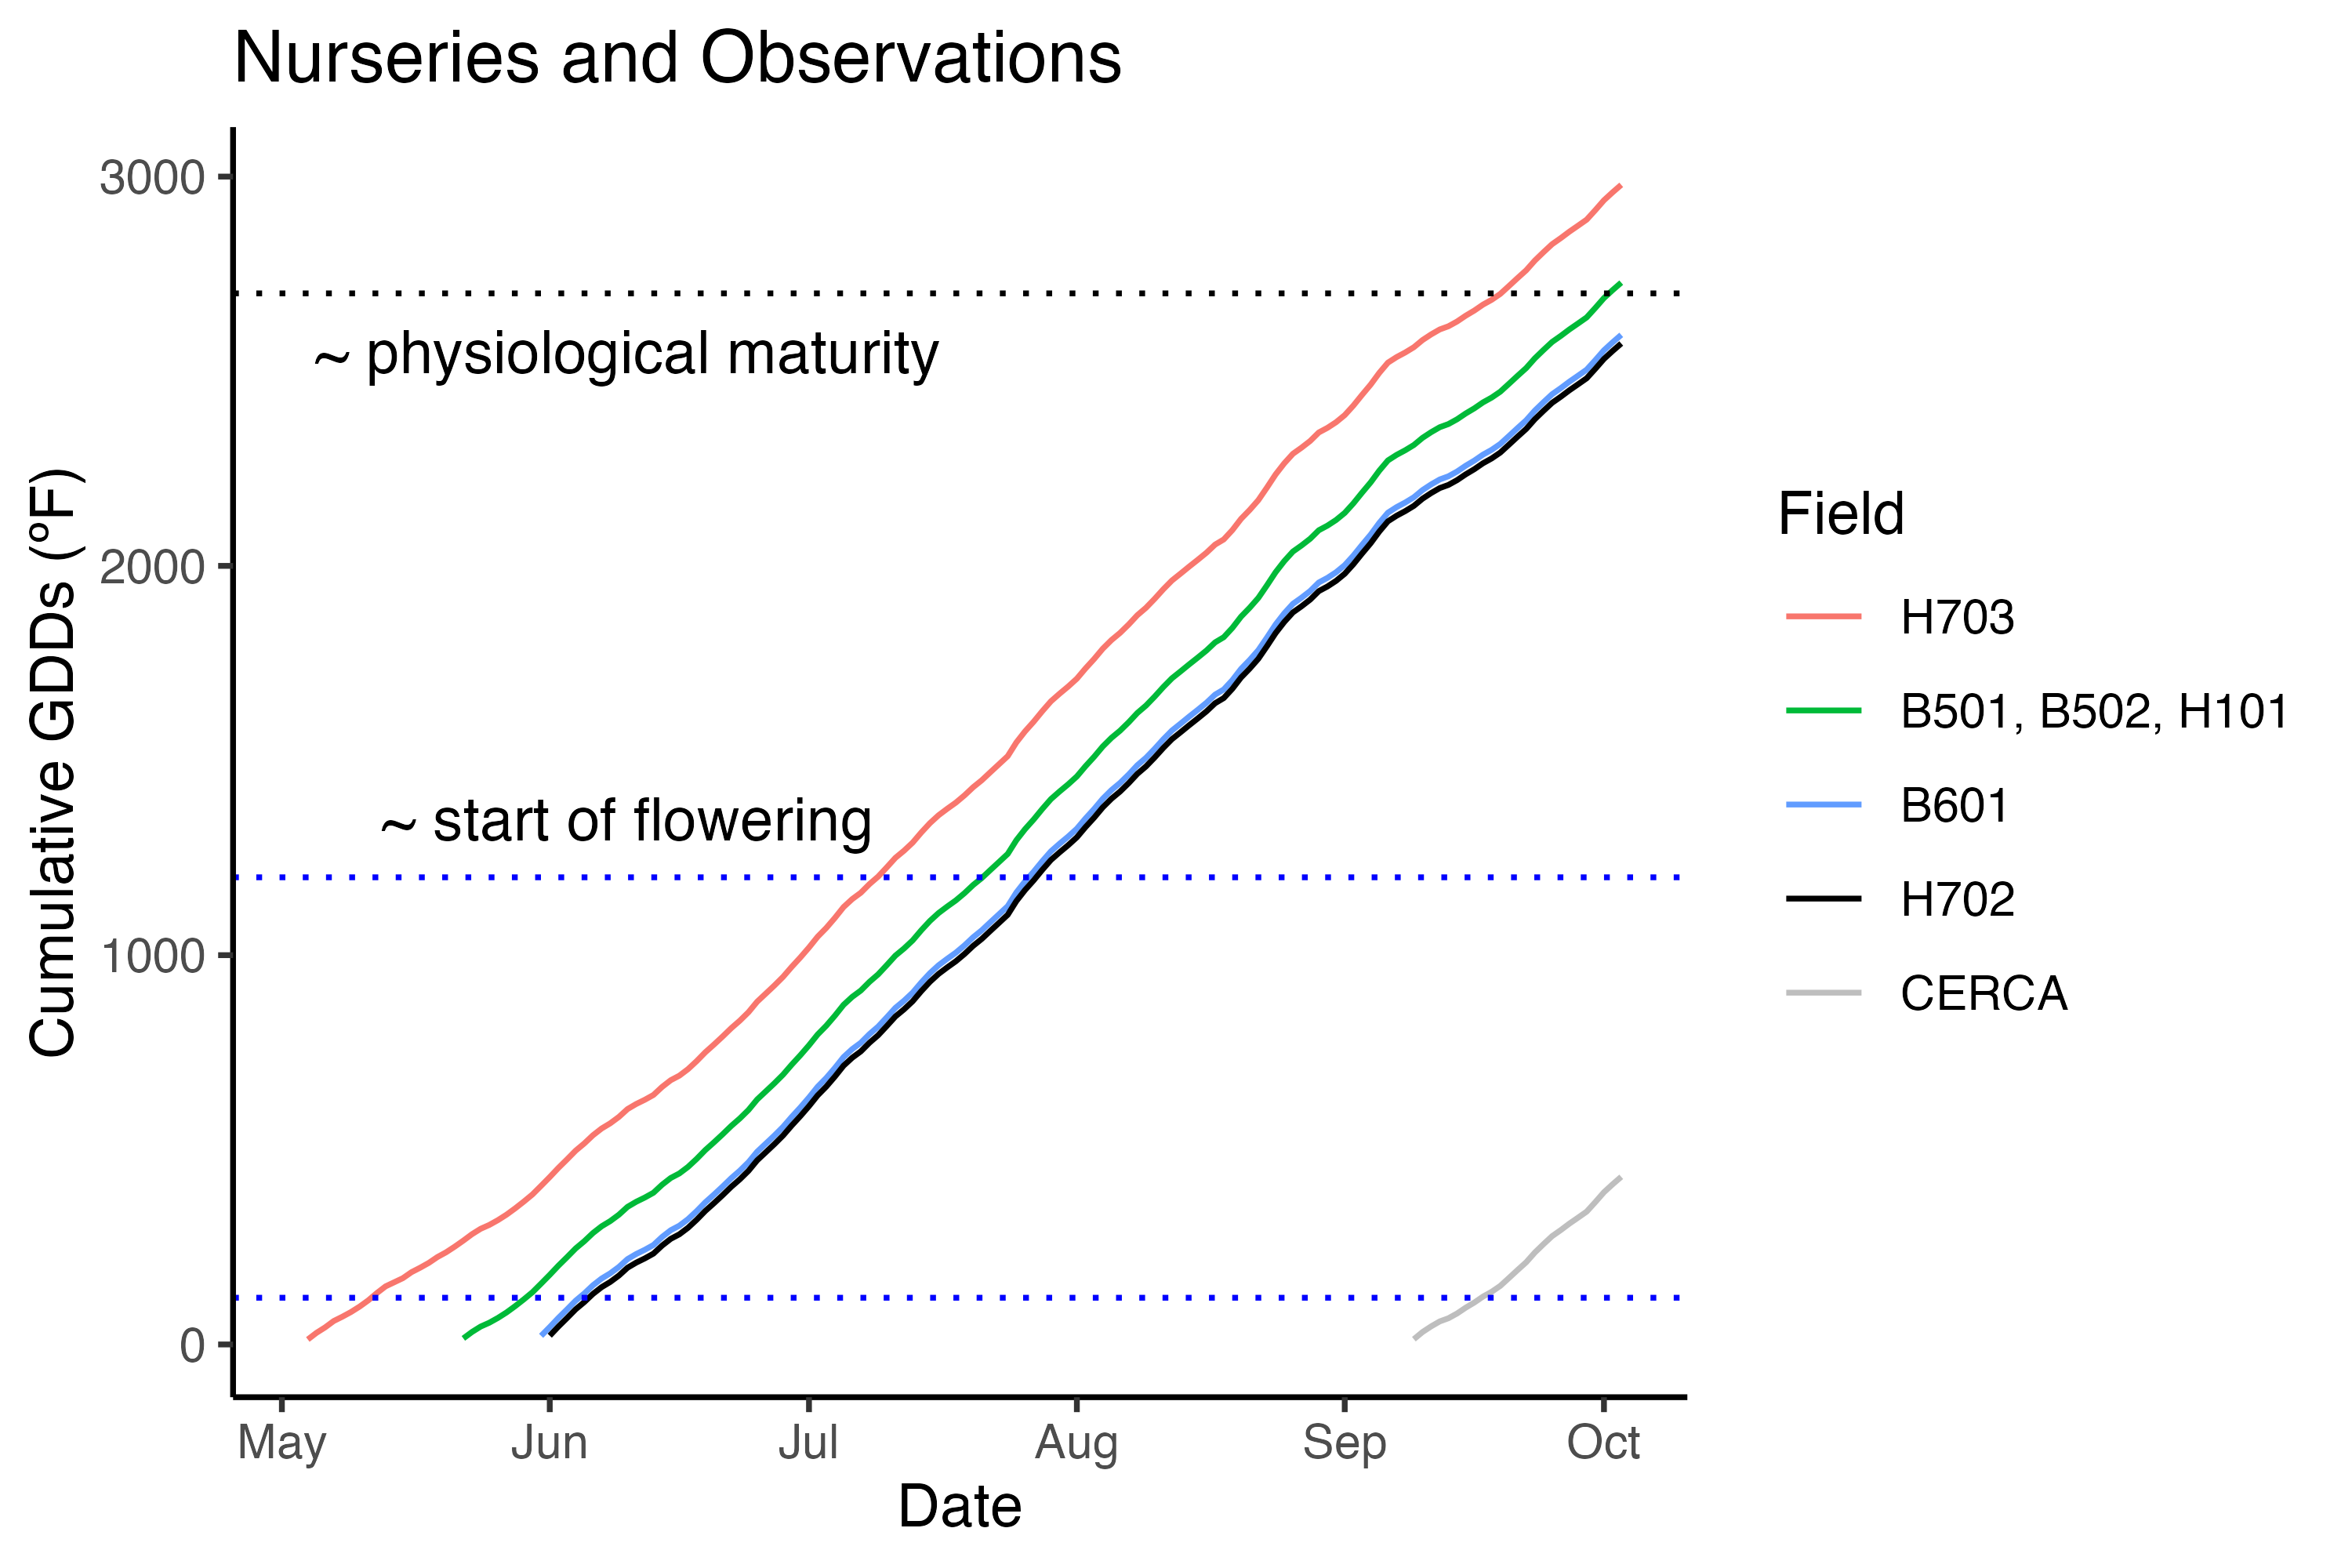 Nurseries and Observations
3000
2000
1000
0
Cumulative GDDs (ºF)
~ physiological maturity
~ start of flowering
May Jun Jul Aug Sep Oct
Date
Field
H703
B501, B502, H101
B601
H702
CERCA